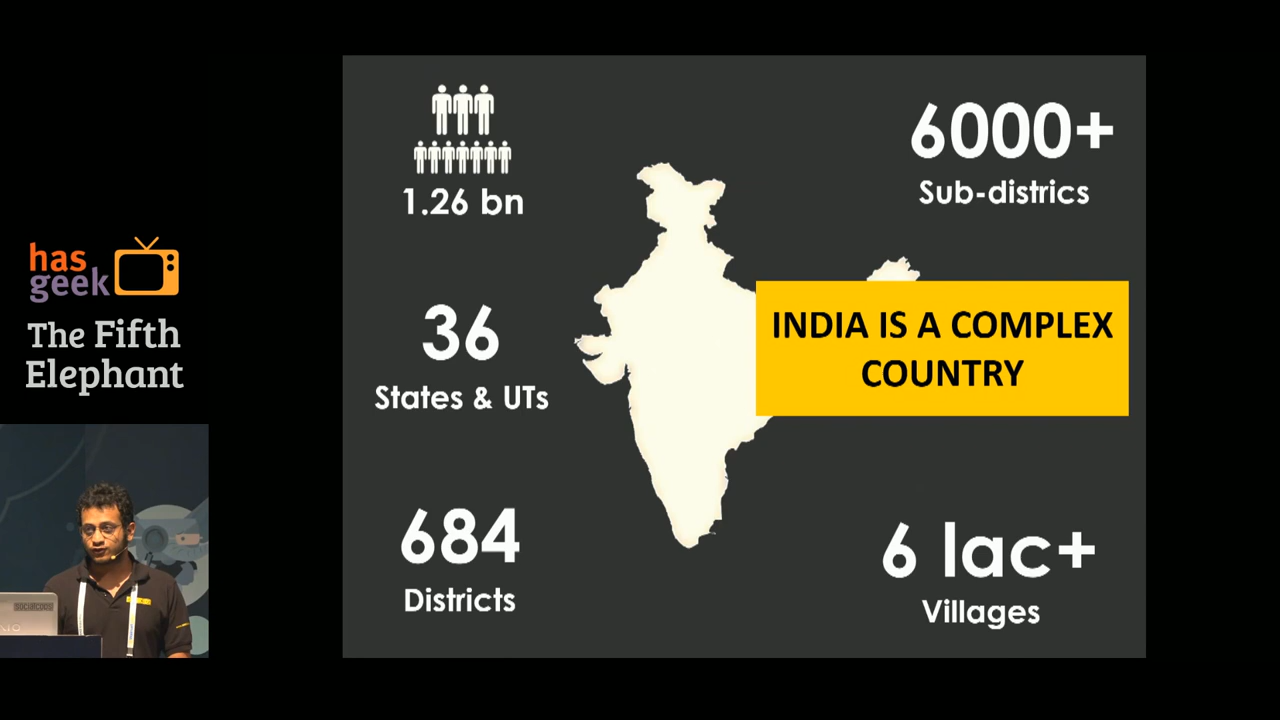 has
geek
The Fifth
Elephant
1.26 bn
6000+
Sub-districs
36
States & UTs
INDIA IS A COMPLEX
COUNTRY
684
Districts
6 lac+
Villages